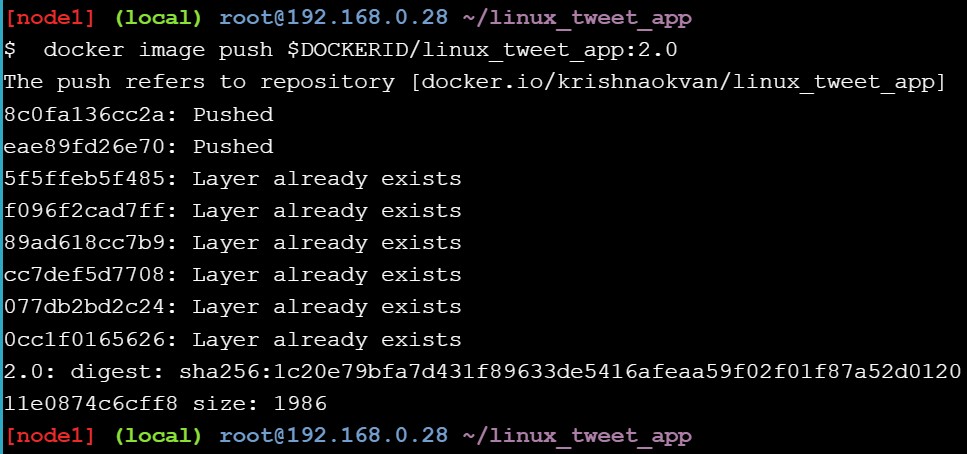 [node1] (local) root@192.168.0.28 ~/linux_tweet_app
$  docker image push $DOCKERID/linux_tweet_app:2.0
The push refers to repository [docker.io/krishnaokvan/linux_tweet_app]
8c0fa136cc2a: Pushed
eae89fd26e70: Pushed
5f5ffeb5f485: Layer already exists
f096f2cad7ff: Layer already exists
89ad618cc7b9: Layer already exists
cc7def5d7708: Layer already exists
077db2bd2c24: Layer already exists
0cc1f0165626: Layer already exists
2.0: digest: sha256:1c20e79bfa7d431f89633de5416afeaa59f02f01f87a52d0120
11e0874c6cff8 size: 1986
[node1] (local) root@192.168.0.28 ~/linux_tweet_app